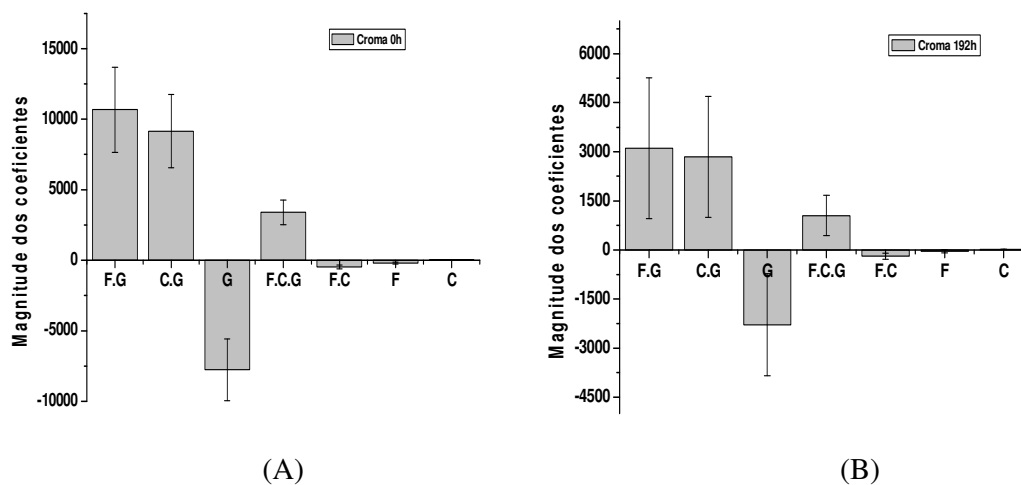 15000
10000
5000
0
-5000
-10000
Magnitude dos coeficientes
Croma 0h
F.G C.G G F.C.G F.C F C
(A)
6000
4500
3000
1500
0
-1500
-3000
-4500
Magnitude dos coeficientes
Croma 192h
F.G C.G G F.C.G F.C F C
(B)